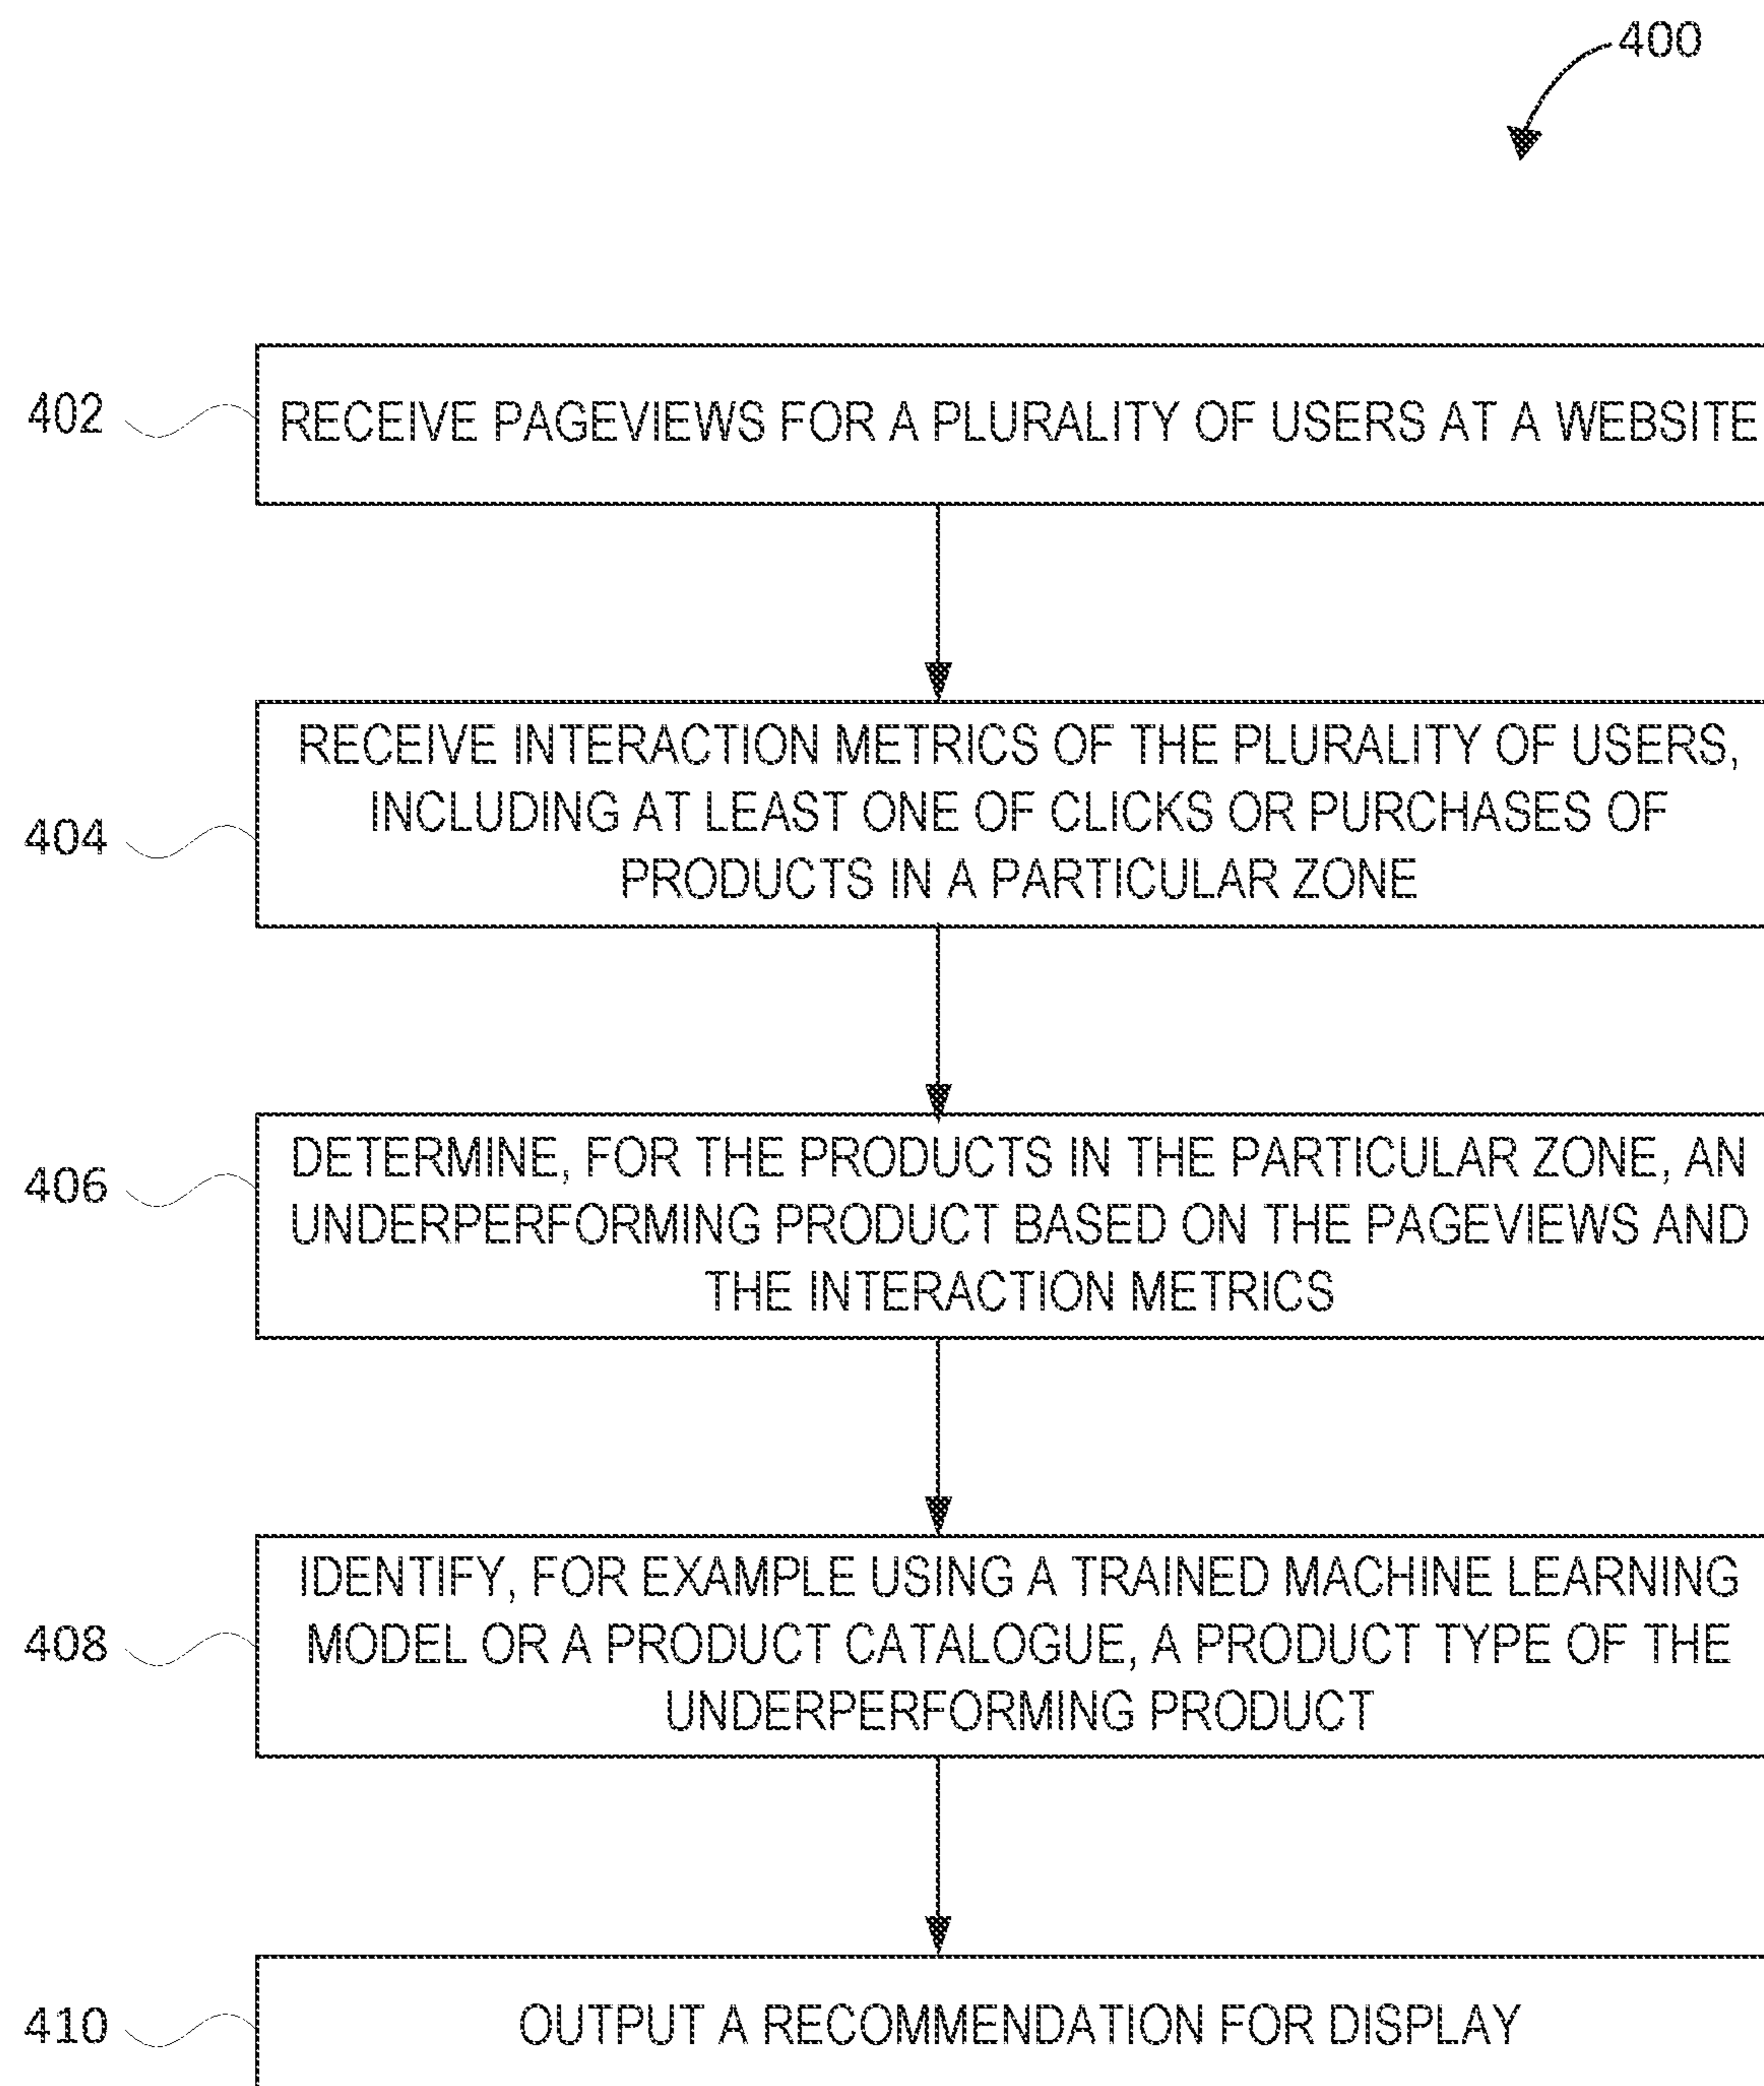 400
402
RECEIVE PAGEVIEWS FOR A PLURALITY OF USERS AT A WEBSITE
404
RECEIVE INTERACTION METRICS OF THE PLURALITY OF USERS,
INCLUDING AT LEAST ONE OF CLICKS OR PURCHASES OF
PRODUCTS IN A PARTICULAR ZONE
406
DETERMINE, FOR THE PRODUCTS IN THE PARTICULAR ZONE, AN
UNDERPERFORMING PRODUCT BASED ON THE PAGEVIEWS AND
THE INTERACTION METRICS
408
IDENTIFY, FOR EXAMPLE USING A TRAINED MACHINE LEARNING
MODEL OR A PRODUCT CATALOGUE, A PRODUCT TYPE OF THE
UNDERPERFORMING PRODUCT
410
OUTPUT A RECOMMENDATION FOR DISPLAY